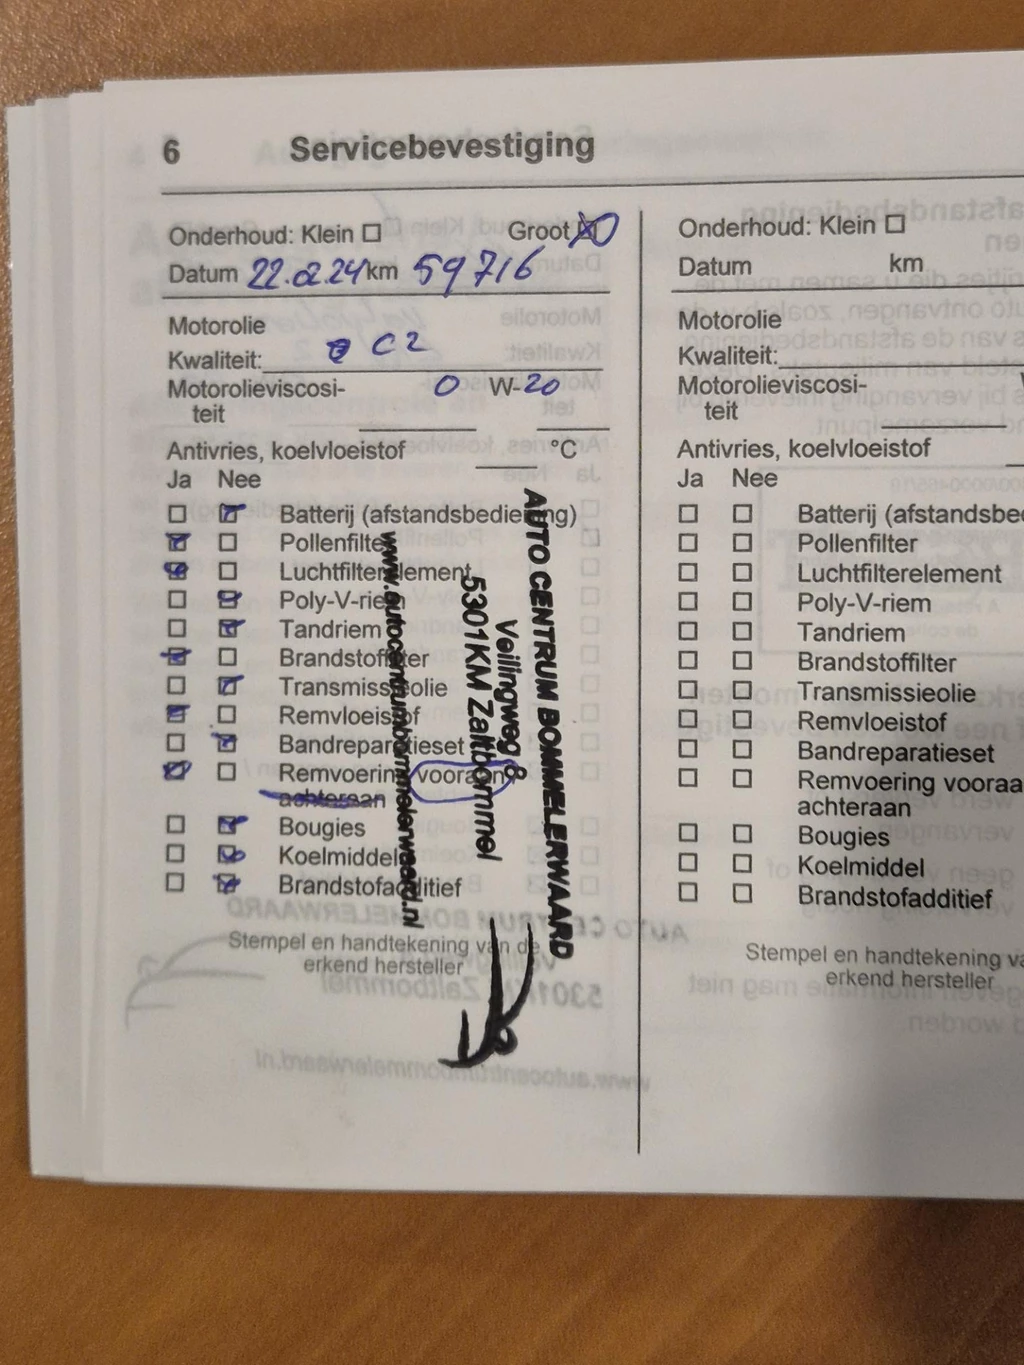 6 Servicebevestiging
Onderhoud: Klein ☐ Groot ☒
Datum 22.02.24 km 59716
Motorolie
Kwaliteit: C2
Motorolieviscosi- 0 W-20
teit
Antivries, koelvloeistof °C
Ja Nee
Batterij (afstandsbediening)
Pollenfilter
Luchtfilterelement
Poly-V-riem
Tandriem
Brandstoffilter
Transmissieolie
Remvloeistof
Bandreparatieset
Remvoering vooraan
achteraan
Bougies
Koelmiddel
Brandstofadditief
Stempel en handtekening van de
erkend hersteller
AUTO CENTRUM BOMMELERWAARD
Veilingweg 8
5301KM Zaltbommel
www.autocentrumbommelerwaard.nl
Onderhoud: Klein ☐
Datum km
Motorolie
Kwaliteit:
Motorolieviscosi-
teit
Antivries, koelvloeistof
Ja Nee
Batterij (afstandsbe
Pollenfilter
Luchtfilterelement
Poly-V-riem
Tandriem
Brandstoffilter
Transmissieolie
Remvloeistof
Bandreparatieset
Remvoering vooraa
achteraan
Bougies
Koelmiddel
Brandstofadditief
Stempel en handtekening va
erkend hersteller